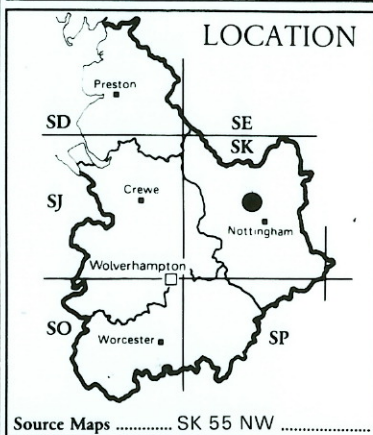 LOCATION
Preston
SD
SE
SK
SJ
Crewe
Nottingham
Wolverhampton
SO
Worcester
SP
Source Maps ............ SK 55 NW ....................